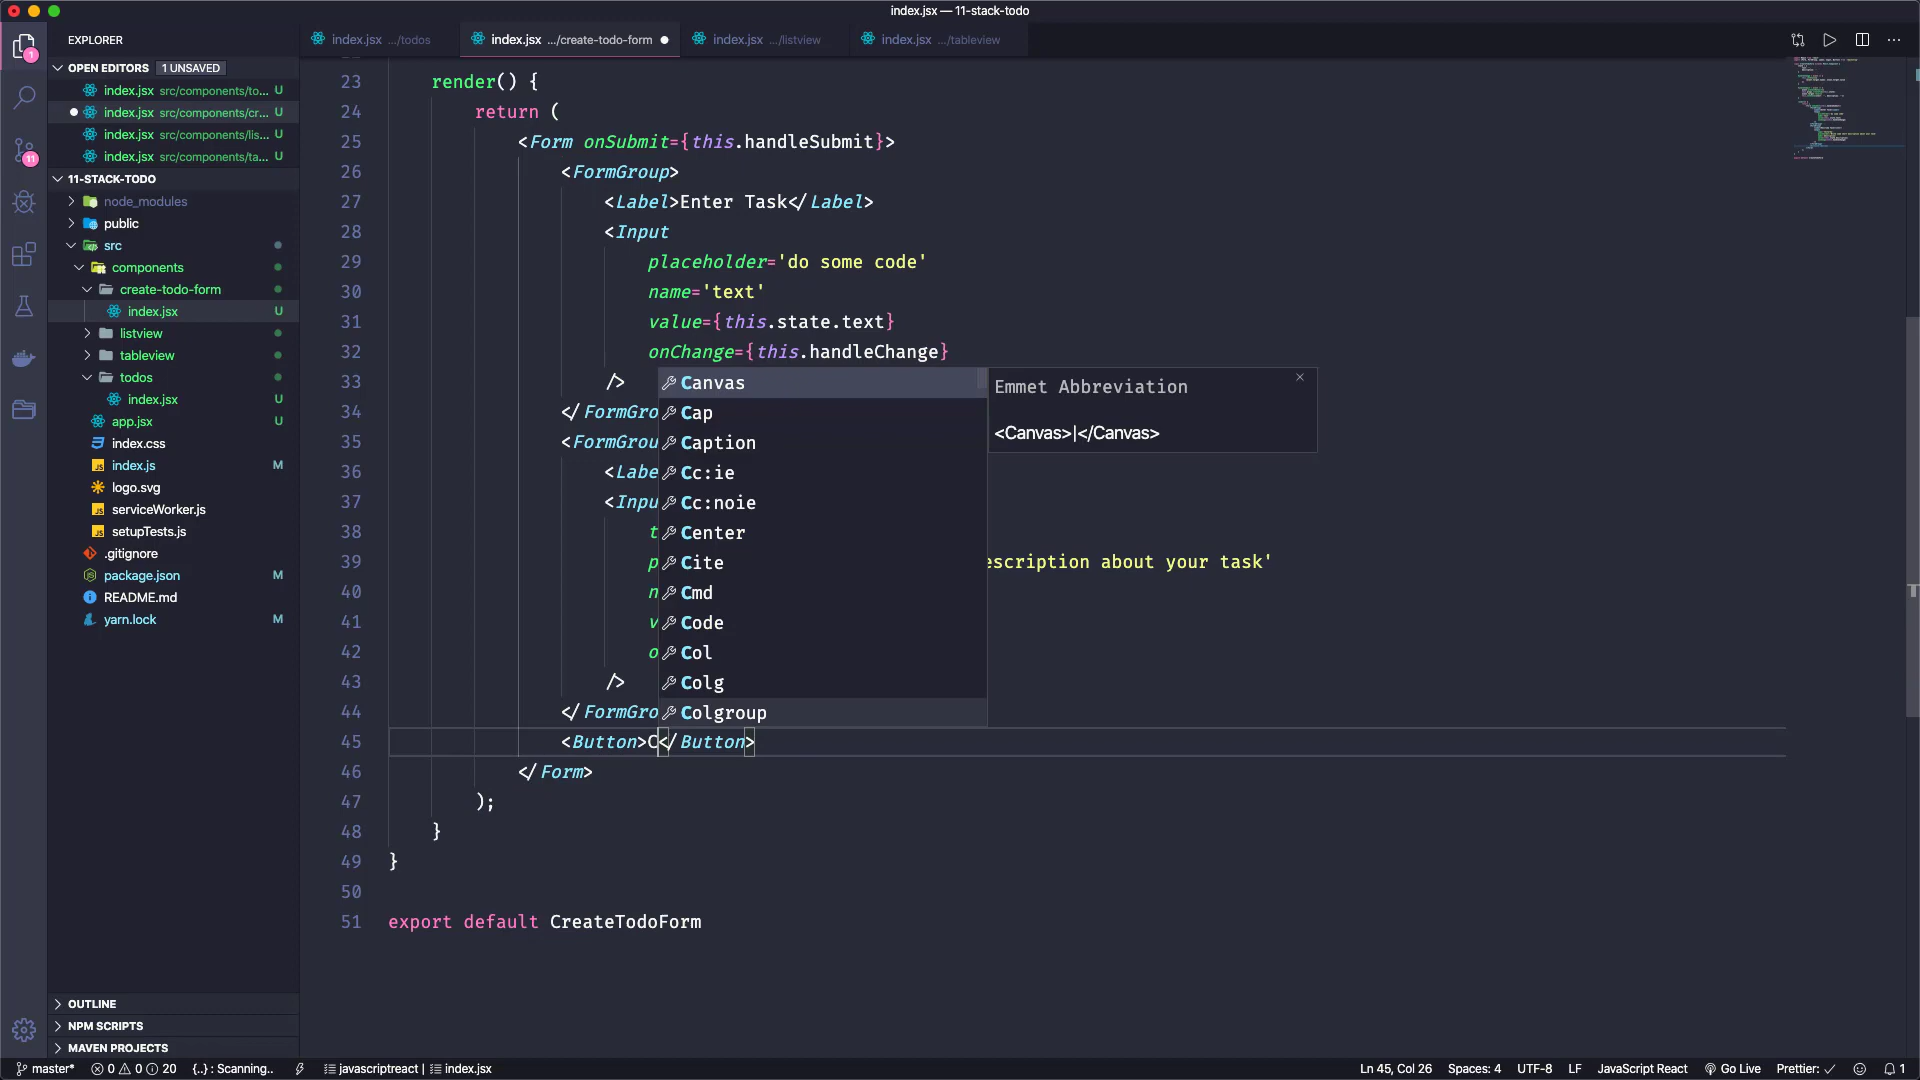 index.jsx — 11-stack-todo
EXPLORER
index.jsx .../todos
index.jsx .../create-todo-form
index.jsx .../listview
index.jsx .../tableview
OPEN EDITORS 1 UNSAVED
index.jsx src/components/to... U
index.jsx src/components/cr... U
index.jsx src/components/lis... U
index.jsx src/components/ta... U
11-STACK-TODO
node_modules
public
src
components
create-todo-form
index.jsx U
listview
tableview
todos
index.jsx U
app.jsx U
index.css
index.js M
logo.svg
serviceWorker.js
setupTests.js
.gitignore
package.json M
README.md
yarn.lock M
OUTLINE
NPM SCRIPTS
MAVEN PROJECTS
1
11
23 render() {
24 return (
25 <Form onSubmit={this.handleSubmit}>
26 <FormGroup>
27 <Label>Enter Task</Label>
28 <Input
29 placeholder='do some code'
30 name='text'
31 value={this.state.text}
32 onChange={this.handleChange}
33 />
34 </FormGro
35 <FormGrou
36 <Labe
37 <Inpu
38 t
39 p escription about your task'
40 n
41 v
42 o
43 />
44 </FormGro
45 <Button>C</Button>
46 </Form>
47 );
48 }
49 }
50
51 export default CreateTodoForm
Canvas
Cap
Caption
Cc:ie
Cc:noie
Center
Cite
Cmd
Code
Col
Colg
Colgroup
Emmet Abbreviation
<Canvas>|</Canvas>
master* 0 0 20 {..} : Scanning.. javascriptreact | index.jsx Ln 45, Col 26 Spaces: 4 UTF-8 LF JavaScript React Go Live Prettier: ✓ 1